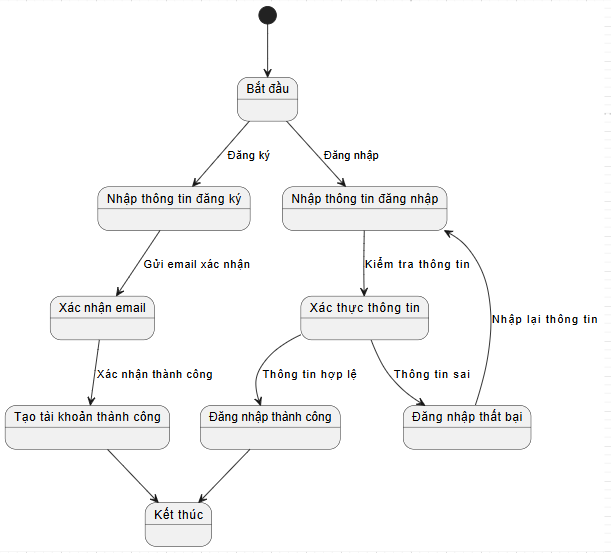 Bắt đầu
Đăng ký
Đăng nhập
Nhập thông tin đăng ký
Nhập thông tin đăng nhập
Gửi email xác nhận
Kiểm tra thông tin
Xác nhận email
Xác thực thông tin
Nhập lại thông tin
Xác nhận thành công
Thông tin hợp lệ
Thông tin sai
Tạo tài khoản thành công
Đăng nhập thành công
Đăng nhập thất bại
Kết thúc